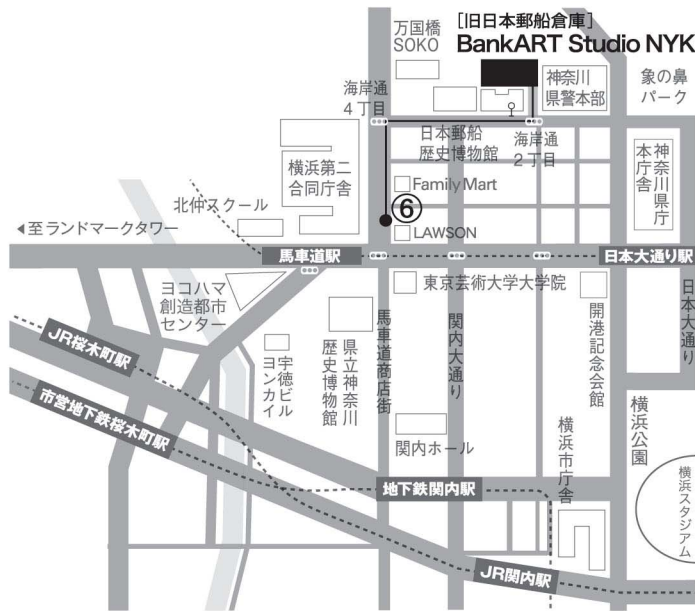 [旧日本郵船倉庫]
BankART Studio NYK
万国橋
SOKO
神奈川
県警本部
象の鼻
パーク
海岸通
4丁目
日本郵船
歴史博物館
海岸通
2丁目
横浜第二
合同庁舎
神奈川県庁
本庁舎
FamilyMart
北仲スクール
⑥
◀至ランドマークタワー
LAWSON
馬車道駅
日本大通り駅
ヨコハマ
創造都市
センター
東京芸術大学大学院
日本大通り
馬車道商店街
関内大通り
開港記念会館
JR桜木町駅
県立神奈川
歴史博物館
宇徳ビル
ヨンカイ
市営地下鉄桜木町駅
横浜公園
関内ホール
横浜市庁舎
横浜スタジアム
地下鉄関内駅
JR関内駅